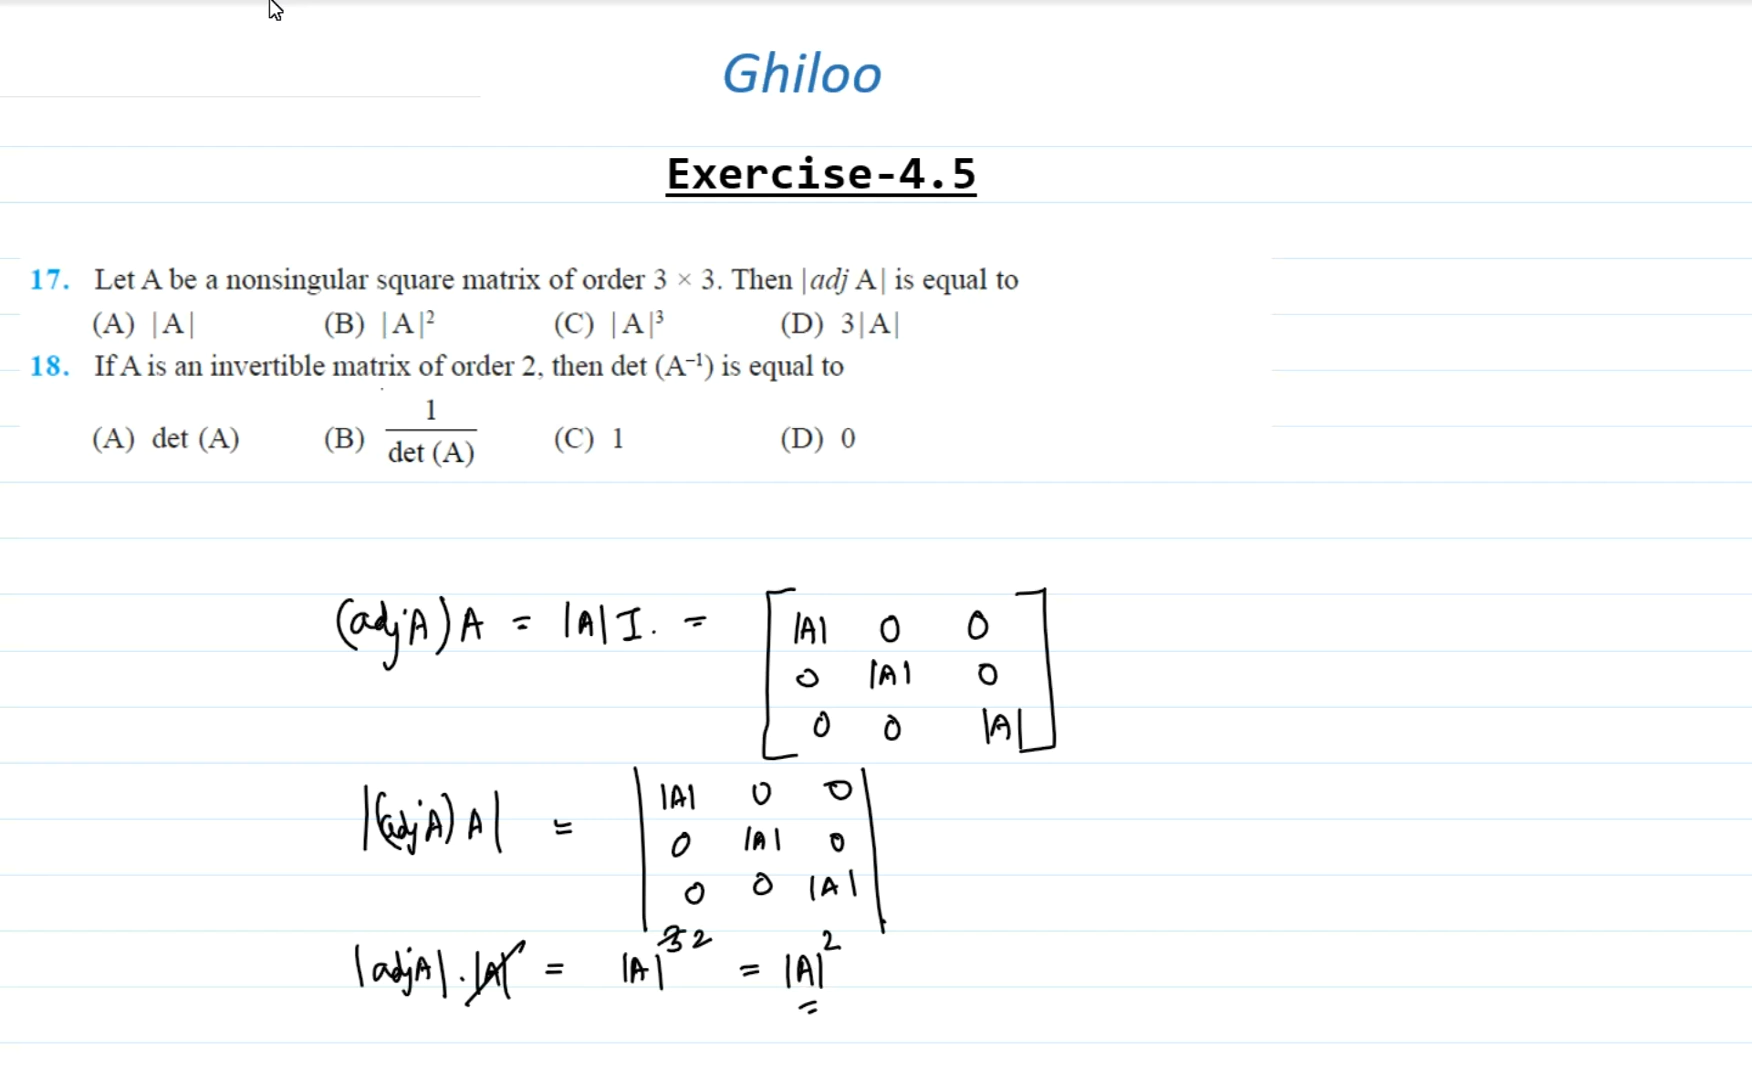 Ghiloo
Exercise-4.5
17. Let A be a nonsingular square matrix of order 3 × 3. Then |adj A| is equal to
(A) |A| (B) |A|² (C) |A|³ (D) 3|A|
18. If A is an invertible matrix of order 2, then det (A⁻¹) is equal to
(A) det (A) (B) 1/det (A) (C) 1 (D) 0
(adjA)A = |A|I. = [|A| 0 0
0 |A| 0
0 0 |A|]
|(adjA)A| = ||A| 0 0
0 |A| 0
0 0 |A||
|adjA|.|A| = |A|³ ² = |A|²